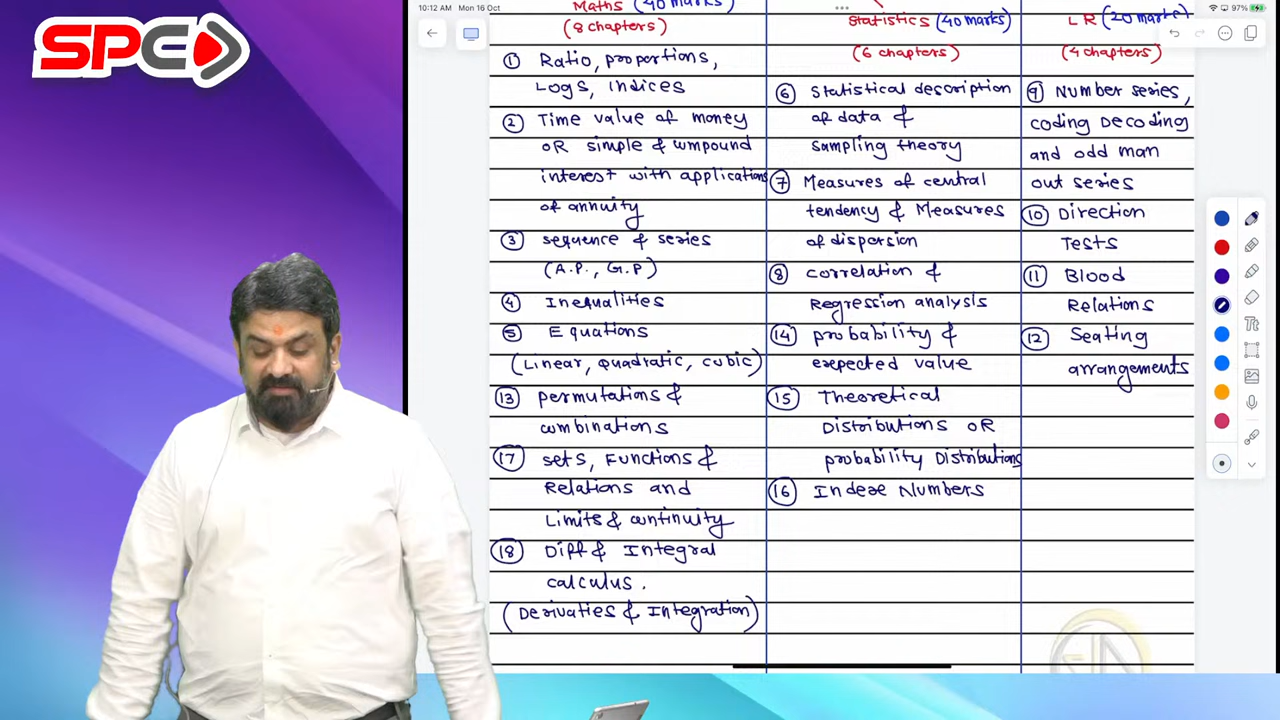 SPC
10:12 AM Mon 16 Oct
97%
Maths (40 marks)
(8 chapters)
① Ratio, proportions,
Logs, indices
② Time value of money
OR simple & compound
interest with applications
of annuity
③ sequence & series
(A.P., G.P)
④ Inequalities
⑤ Equations
(Linear, quadratic, cubic)
⑬ permutations &
combinations
⑰ sets, Functions &
Relations and
Limits & continuity
⑱ Diff & Integral
calculus.
(Derivaties & Integration)
Statistics (40 marks)
(6 chapters)
⑥ Statistical description
of data &
sampling theory
⑦ Measures of central
tendency & Measures
of dispersion
⑧ correlation &
Regression analysis
⑭ probability &
expected value
⑮ Theoretical
Distributions OR
probability Distributions
⑯ Index Numbers
LR (20 marks)
(4 chapters)
⑨ Number series,
coding Decoding
and odd man
out series
⑩ Direction
Tests
⑪ Blood
Relations
⑫ Seating
arrangements
Tt